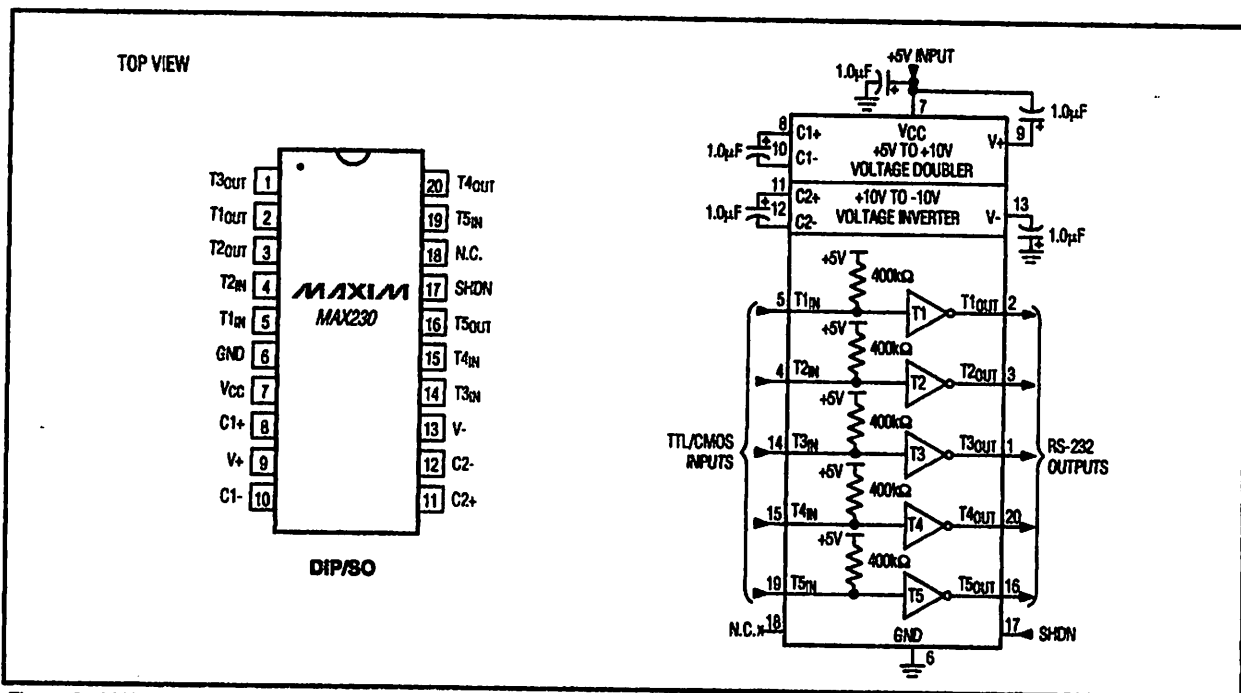 TOP VIEW
T3OUT 1
T1OUT 2
T2OUT 3
T2IN 4
T1IN 5
GND 6
VCC 7
C1+ 8
V+ 9
C1- 10
20 T4OUT
19 T5IN
18 N.C.
17 SHDN
16 T5OUT
15 T4IN
14 T3IN
13 V-
12 C2-
11 C2+
MAXIM
MAX230
DIP/SO
+5V INPUT
1.0µF
7
1.0µF
8 C1+
1.0µF
10 C1-
VCC
+5V TO +10V
VOLTAGE DOUBLER
V+ 9
11 C2+
1.0µF
12 C2-
+10V TO -10V
VOLTAGE INVERTER
V- 13
1.0µF
+5V
400kΩ
5 T1IN T1 T1OUT 2
+5V
400kΩ
4 T2IN T2 T2OUT 3
+5V
400kΩ
TTL/CMOS
INPUTS
14 T3IN T3 T3OUT 1
RS-232
OUTPUTS
+5V
400kΩ
15 T4IN T4 T4OUT 20
+5V
400kΩ
19 T5IN T5 T5OUT 16
N.C. 18
17 SHDN
GND
6